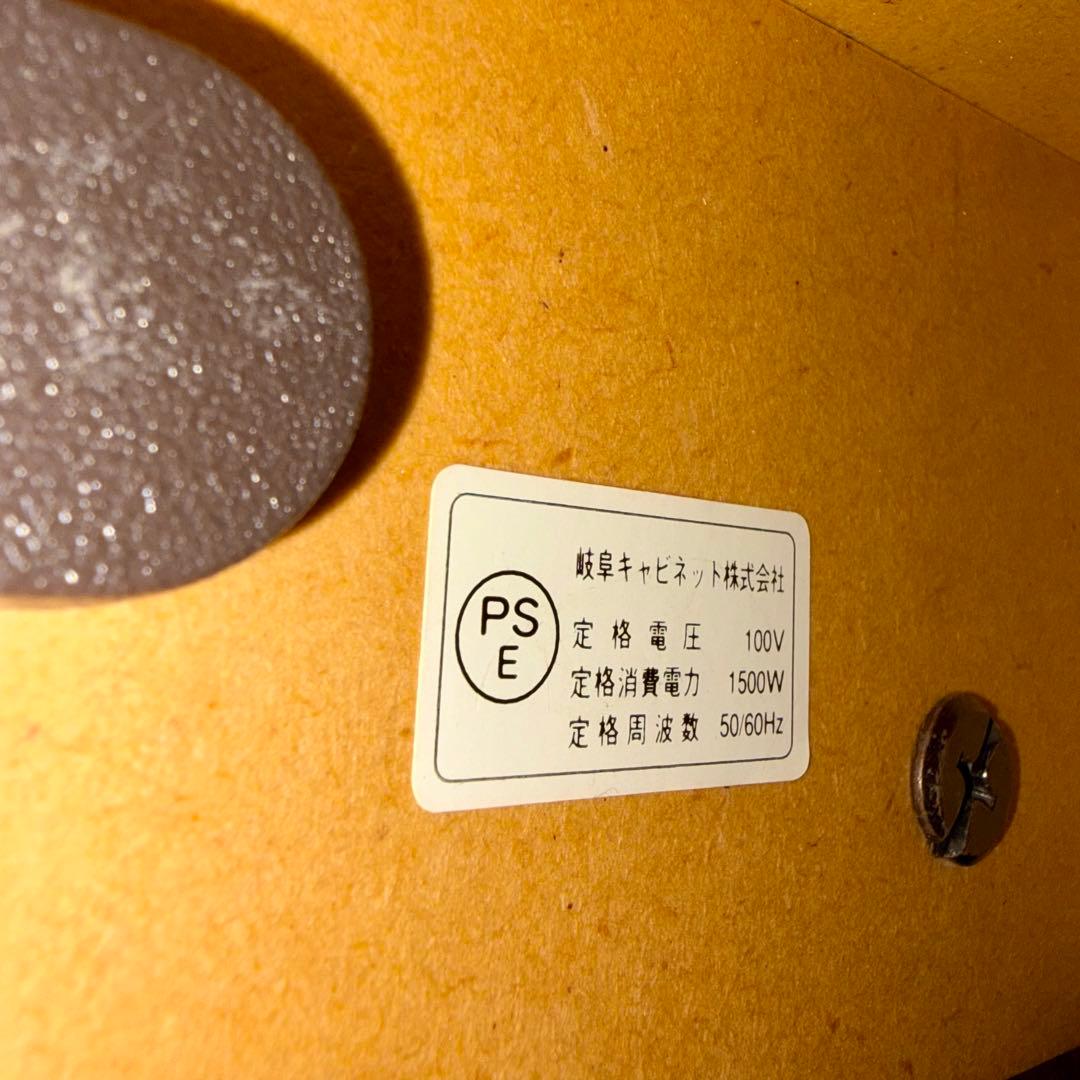 岐阜キャビネット株式会社
PS
E
定格電圧 100V
定格消費電力 1500W
定格周波数 50/60Hz